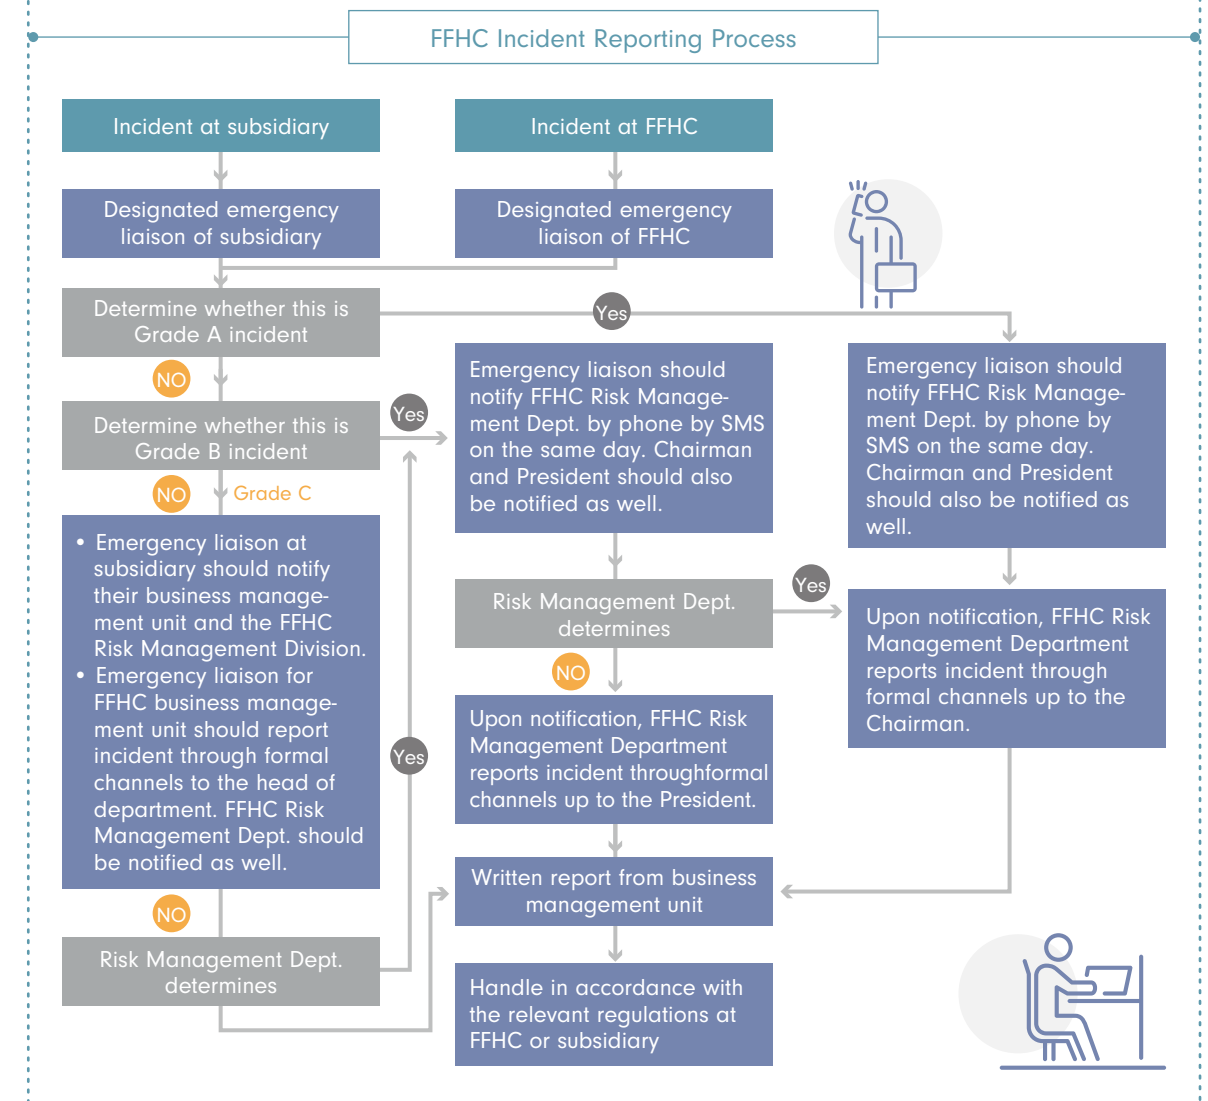 FFHC Incident Reporting Process
Incident at subsidiary
Incident at FFHC
Designated emergency
liaison of subsidiary
Designated emergency
liaison of FFHC
Determine whether this is
Grade A incident
Yes
NO
Determine whether this is
Grade B incident
Yes
NO
Grade C
Emergency liaison should
notify FFHC Risk Manage-
ment Dept. by phone by SMS
on the same day. Chairman
and President should also
be notified as well.
Emergency liaison should
notify FFHC Risk Manage-
ment Dept. by phone by
SMS on the same day.
Chairman and President
should also be notified as
well.
• Emergency liaison at
subsidiary should notify
their business manage-
ment unit and the FFHC
Risk Management Division.
• Emergency liaison for
FFHC business manage-
ment unit should report
incident through formal
channels to the head of
department. FFHC Risk
Management Dept. should
be notified as well.
Yes
Risk Management Dept.
determines
Yes
NO
Upon notification, FFHC Risk
Management Department
reports incident through
formal channels up to the
Chairman.
Upon notification, FFHC Risk
Management Department
reports incident throughformal
channels up to the President.
NO
Risk Management Dept.
determines
Written report from business
management unit
Handle in accordance with
the relevant regulations at
FFHC or subsidiary